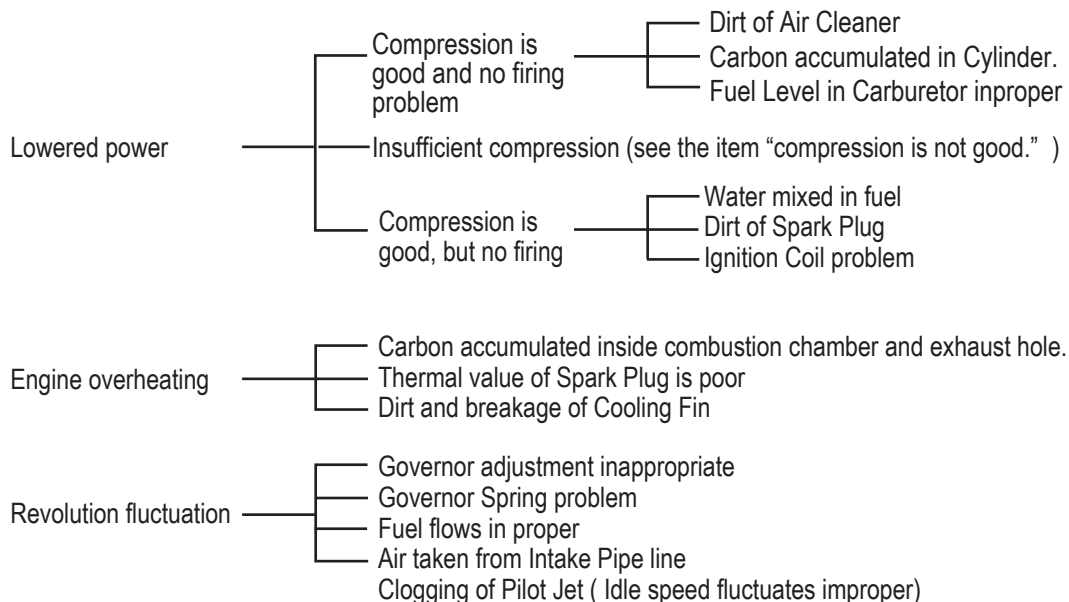 Lowered power
Compression is
good and no firing
problem
Dirt of Air Cleaner
Carbon accumulated in Cylinder.
Fuel Level in Carburetor inproper
Insufficient compression (see the item “compression is not good.” )
Compression is
good, but no firing
Water mixed in fuel
Dirt of Spark Plug
Ignition Coil problem
Engine overheating
Carbon accumulated inside combustion chamber and exhaust hole.
Thermal value of Spark Plug is poor
Dirt and breakage of Cooling Fin
Revolution fluctuation
Governor adjustment inappropriate
Governor Spring problem
Fuel flows in proper
Air taken from Intake Pipe line
Clogging of Pilot Jet ( Idle speed fluctuates improper)